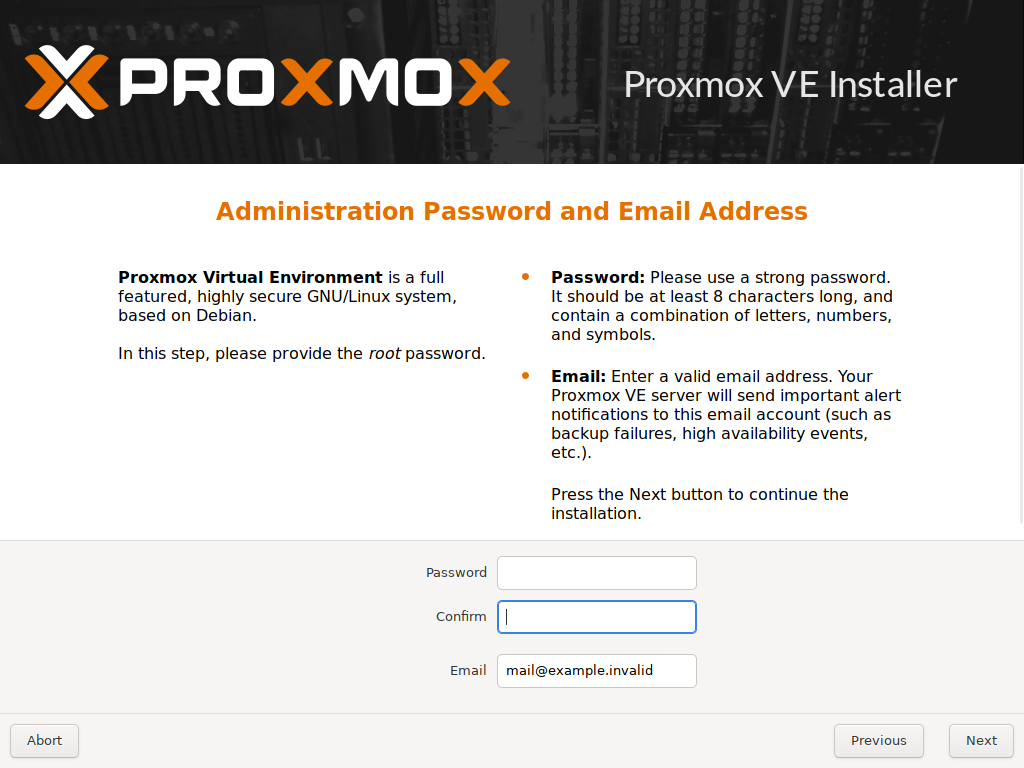 PROXMOX
Proxmox VE Installer
Administration Password and Email Address
Proxmox Virtual Environment is a full
featured, highly secure GNU/Linux system,
based on Debian.
In this step, please provide the root password.
• Password: Please use a strong password.
It should be at least 8 characters long, and
contain a combination of letters, numbers,
and symbols.
• Email: Enter a valid email address. Your
Proxmox VE server will send important alert
notifications to this email account (such as
backup failures, high availability events,
etc.).
Press the Next button to continue the
installation.
Password
Confirm
Email mail@example.invalid
Abort Previous Next